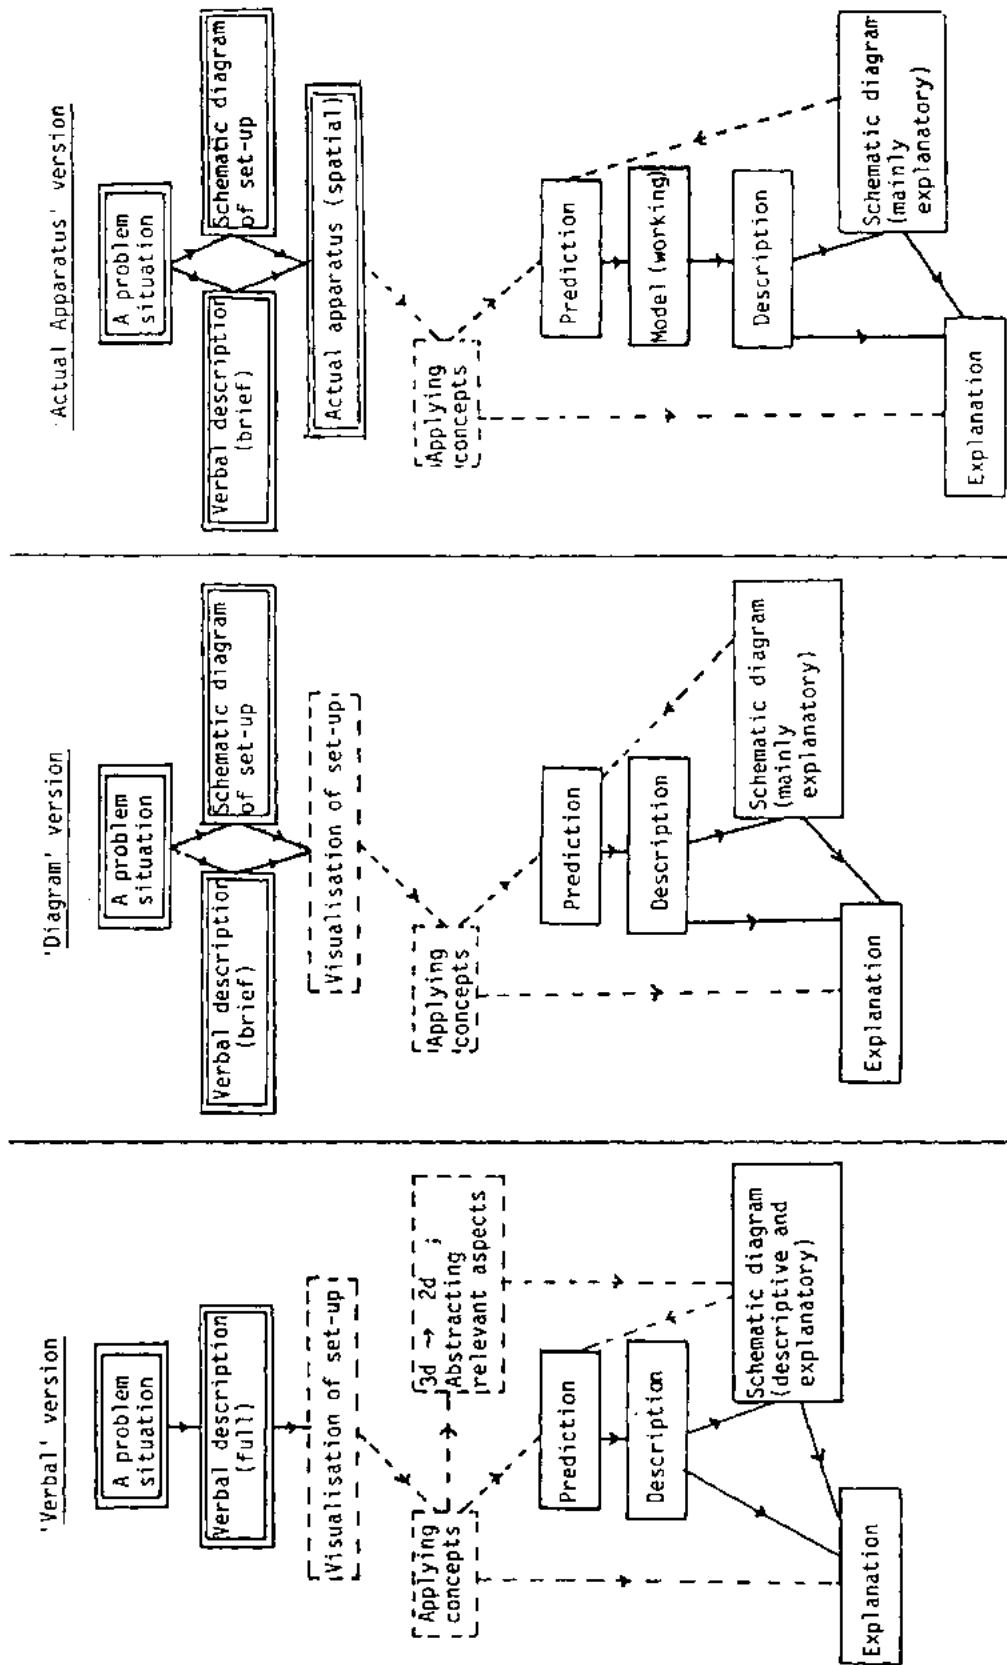 'Verbal' version
A problem
situation
Verbal description
(full)
Visualisation of set-up
Applying
concepts
3d → 2d ;
Abstracting
relevant aspects
Prediction
Description
Schematic diagram
(descriptive and
explanatory)
Explanation
'Diagram' version
A problem
situation
Verbal description
(brief)
Schematic diagram
of set-up
Visualisation of set-up
Applying
concepts
Prediction
Description
Schematic diagram
(mainly
explanatory)
Explanation
'Actual Apparatus' version
A problem
situation
Verbal description
(brief)
Schematic diagram
of set-up
Actual apparatus (spatial)
Applying
concepts
Prediction
Model (working)
Description
Schematic diagram
(mainly
explanatory)
Explanation